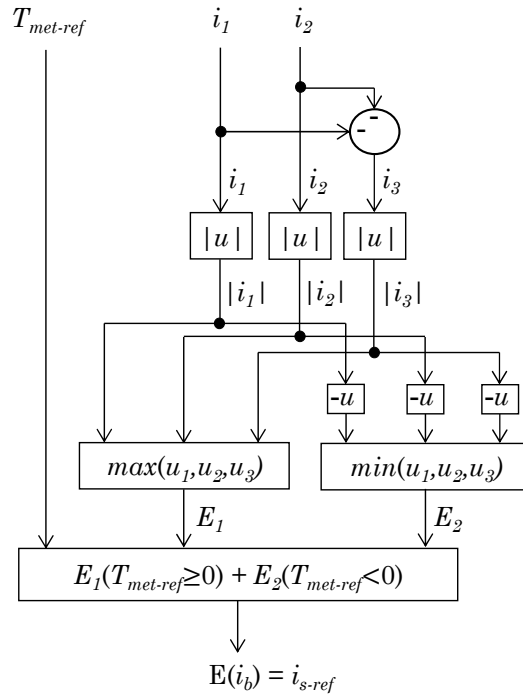 T_met-ref i_1 i_2
- -
i_1 i_2 i_3
|u| |u| |u|
|i_1| |i_2| |i_3|
-u -u -u
max(u_1,u_2,u_3) min(u_1,u_2,u_3)
E_1 E_2
E_1(T_met-ref≥0) + E_2(T_met-ref<0)
E(i_b) = i_s-ref